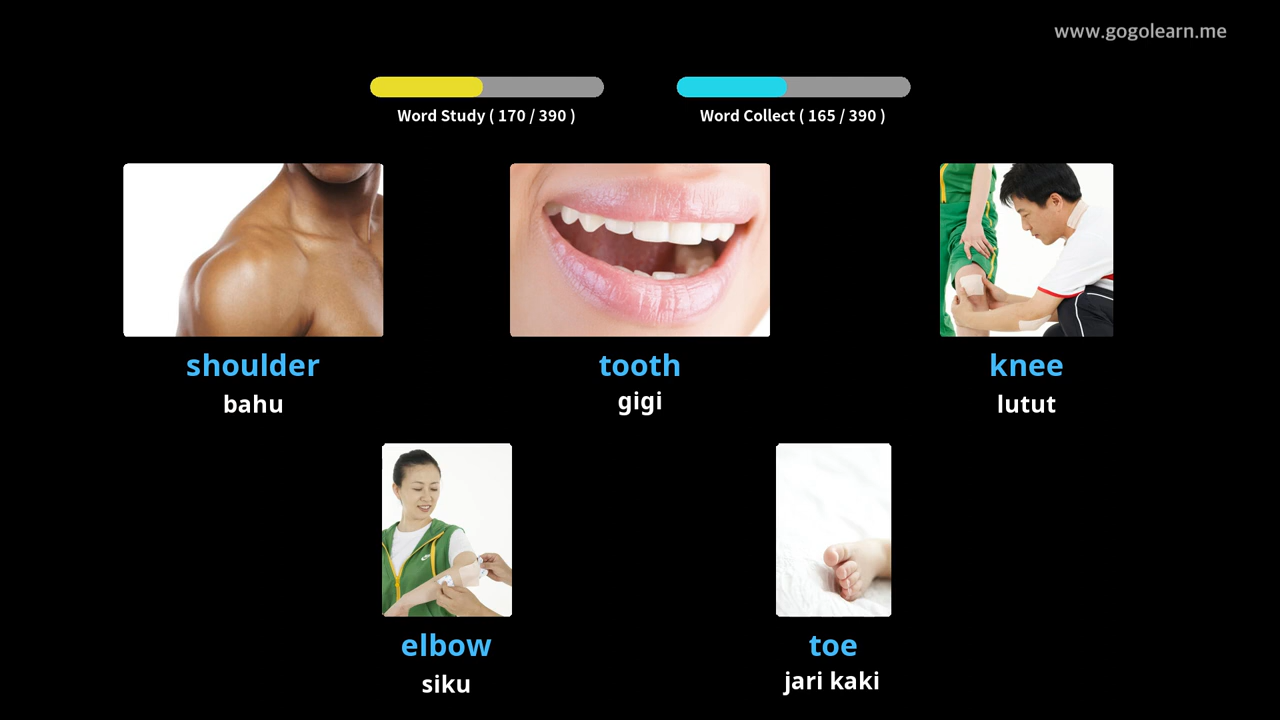 www.gogolearn.me
Word Study ( 170 / 390 )
Word Collect ( 165 / 390 )
shoulder
bahu
tooth
gigi
knee
lutut
elbow
siku
toe
jari kaki